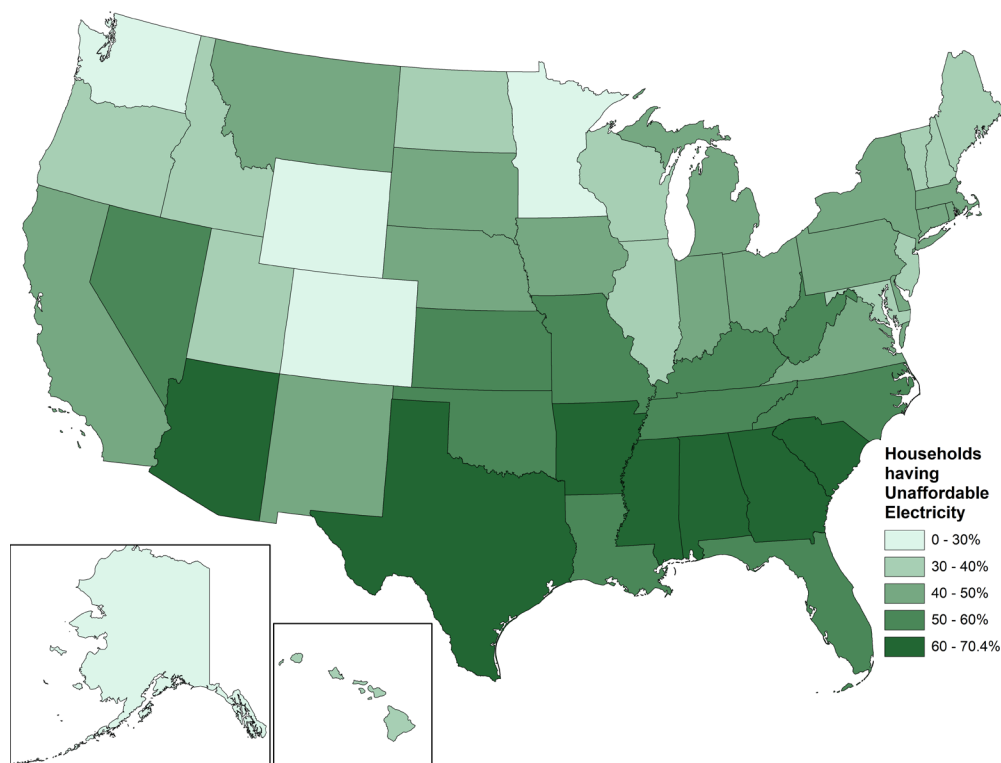 Households
having
Unaffordable
Electricity
0 - 30%
30 - 40%
40 - 50%
50 - 60%
60 - 70.4%